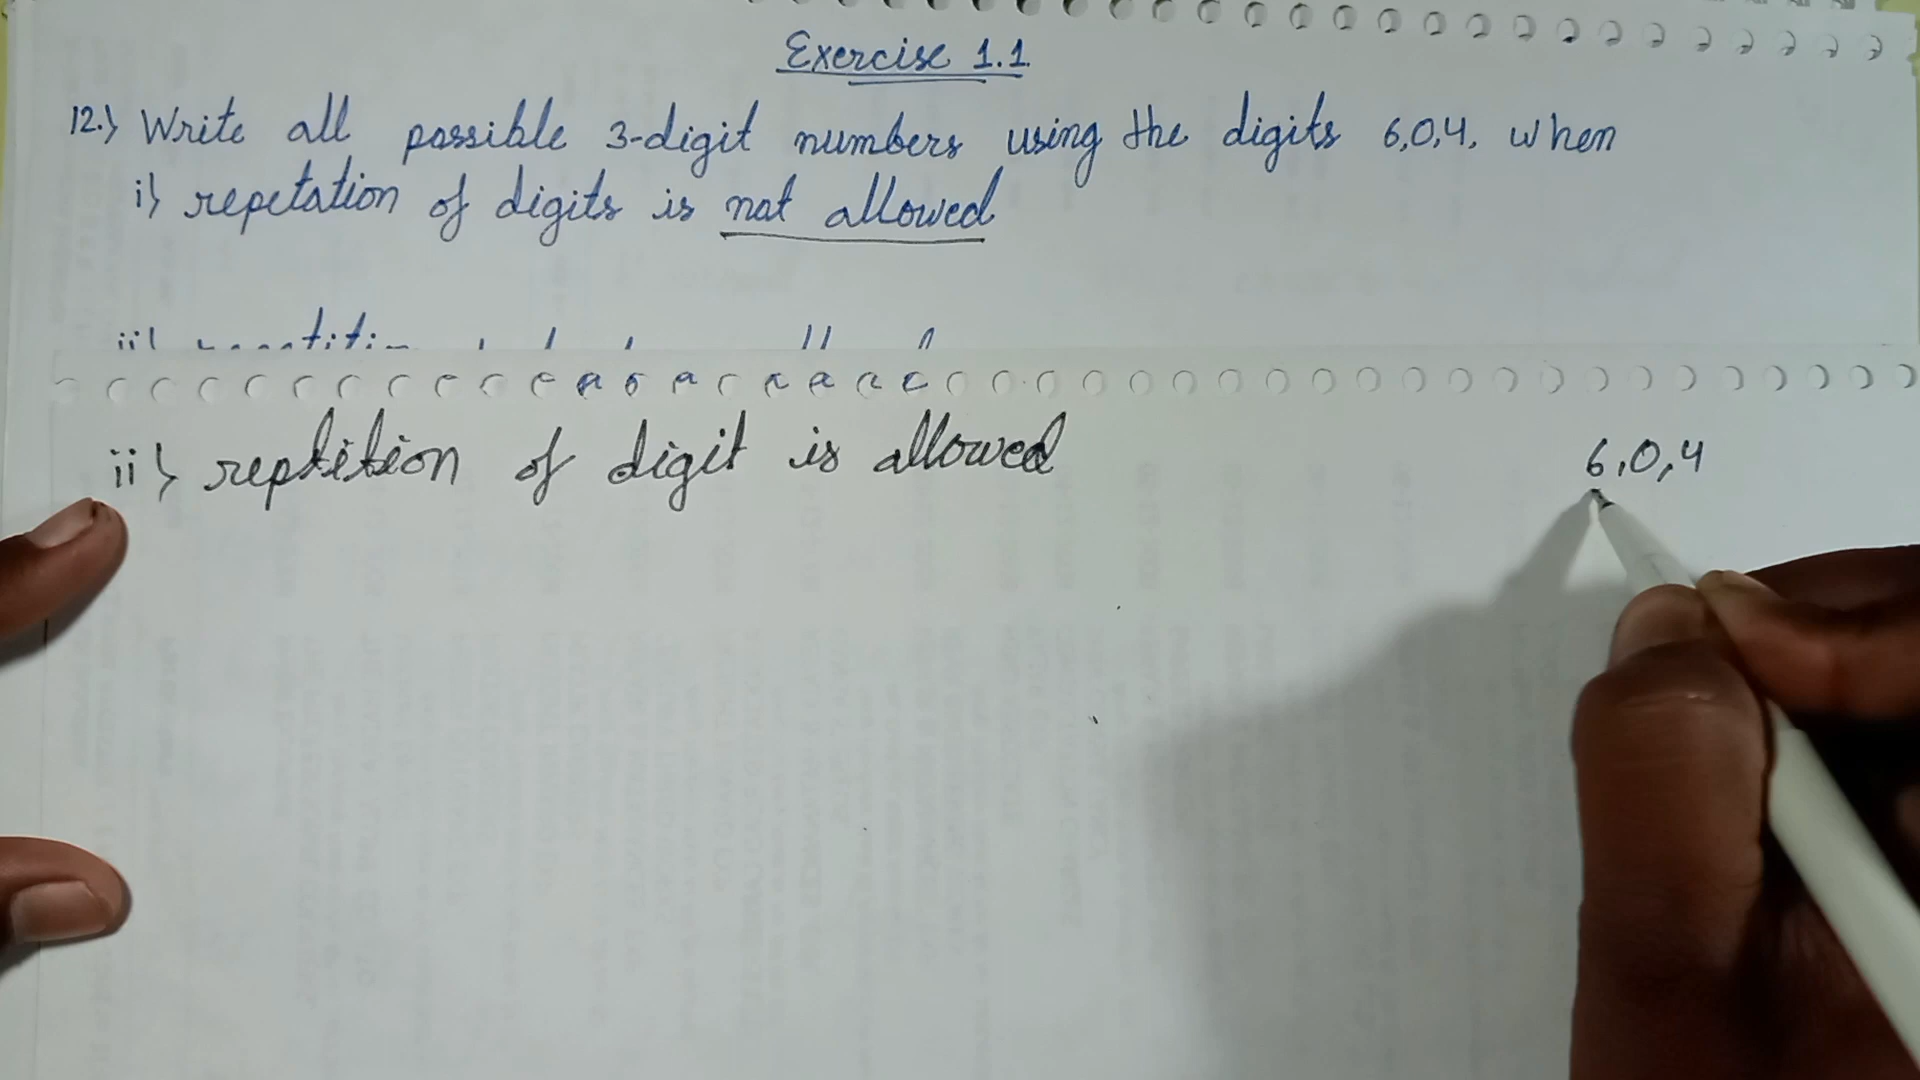 Exercise 1.1
12.) Write all possible 3-digit numbers using the digits 6,0,4, when
i) repetation of digits is not allowed
ii) reptition of digit is allowed
6,0,4